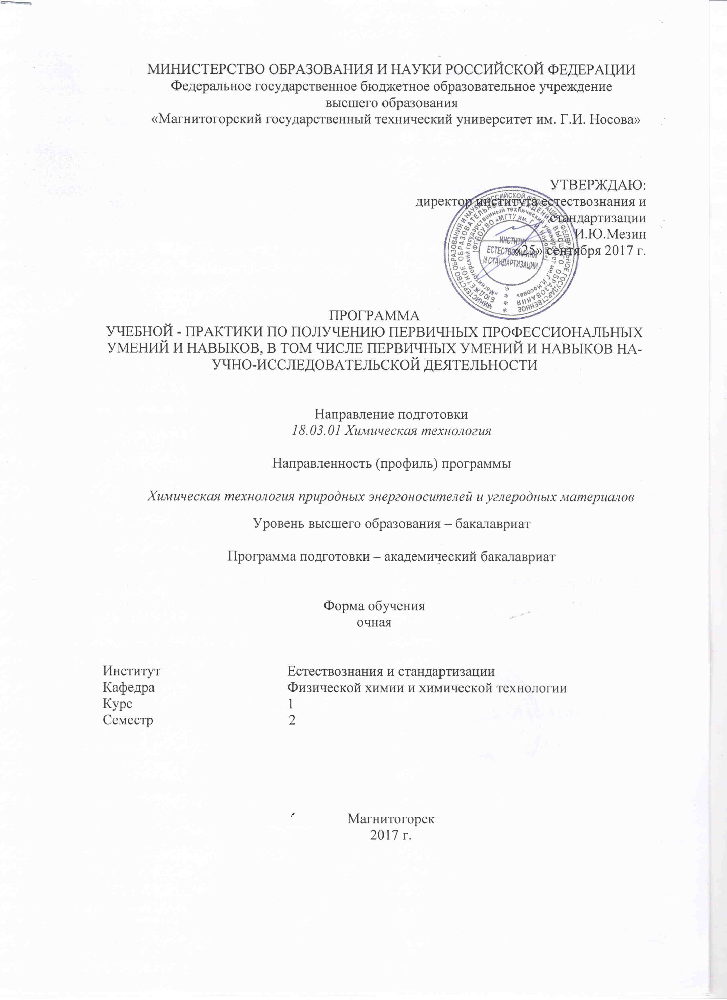 МИНИСТЕРСТВО ОБРАЗОВАНИЯ И НАУКИ РОССИЙСКОЙ ФЕДЕРАЦИИ
Федеральное государственное бюджетное образовательное учреждение
высшего образования
«Магнитогорский государственный технический университет им. Г.И. Носова»
УТВЕРЖДАЮ:
директор института естествознания и
стандартизации
И.Ю.Мезин
«25» сентября 2017 г.
МИНИСТЕРСТВО ОБРАЗОВАНИЯ И НАУКИ РОССИЙСКОЙ ФЕДЕРАЦИИ * ФЕДЕРАЛЬНОЕ ГОСУДАРСТВЕННОЕ
БЮДЖЕТНОЕ ОБРАЗОВАТЕЛЬНОЕ УЧРЕЖДЕНИЕ ВЫСШЕГО ОБРАЗОВАНИЯ
«Магнитогорский государственный технический университет им.Г.И.Носова»
(ФГБОУ ВО «МГТУ им. Г.И. Носова»)
ИНСТИТУТ
ЕСТЕСТВОЗНАНИЯ
И СТАНДАРТИЗАЦИИ
ПРОГРАММА
УЧЕБНОЙ - ПРАКТИКИ ПО ПОЛУЧЕНИЮ ПЕРВИЧНЫХ ПРОФЕССИОНАЛЬНЫХ
УМЕНИЙ И НАВЫКОВ, В ТОМ ЧИСЛЕ ПЕРВИЧНЫХ УМЕНИЙ И НАВЫКОВ НА-
УЧНО-ИССЛЕДОВАТЕЛЬСКОЙ ДЕЯТЕЛЬНОСТИ
Направление подготовки
18.03.01 Химическая технология
Направленность (профиль) программы
Химическая технология природных энергоносителей и углеродных материалов
Уровень высшего образования – бакалавриат
Программа подготовки – академический бакалавриат
Форма обучения
очная
Институт Естествознания и стандартизации
Кафедра Физической химии и химической технологии
Курс 1
Семестр 2
Магнитогорск
2017 г.